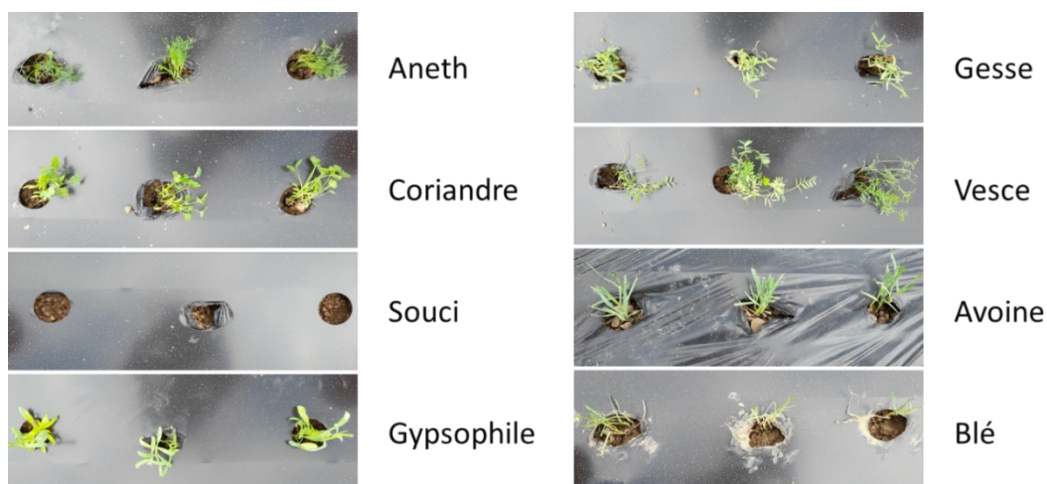 Aneth
Coriandre
Souci
Gypsophile
Gesse
Vesce
Avoine
Blé